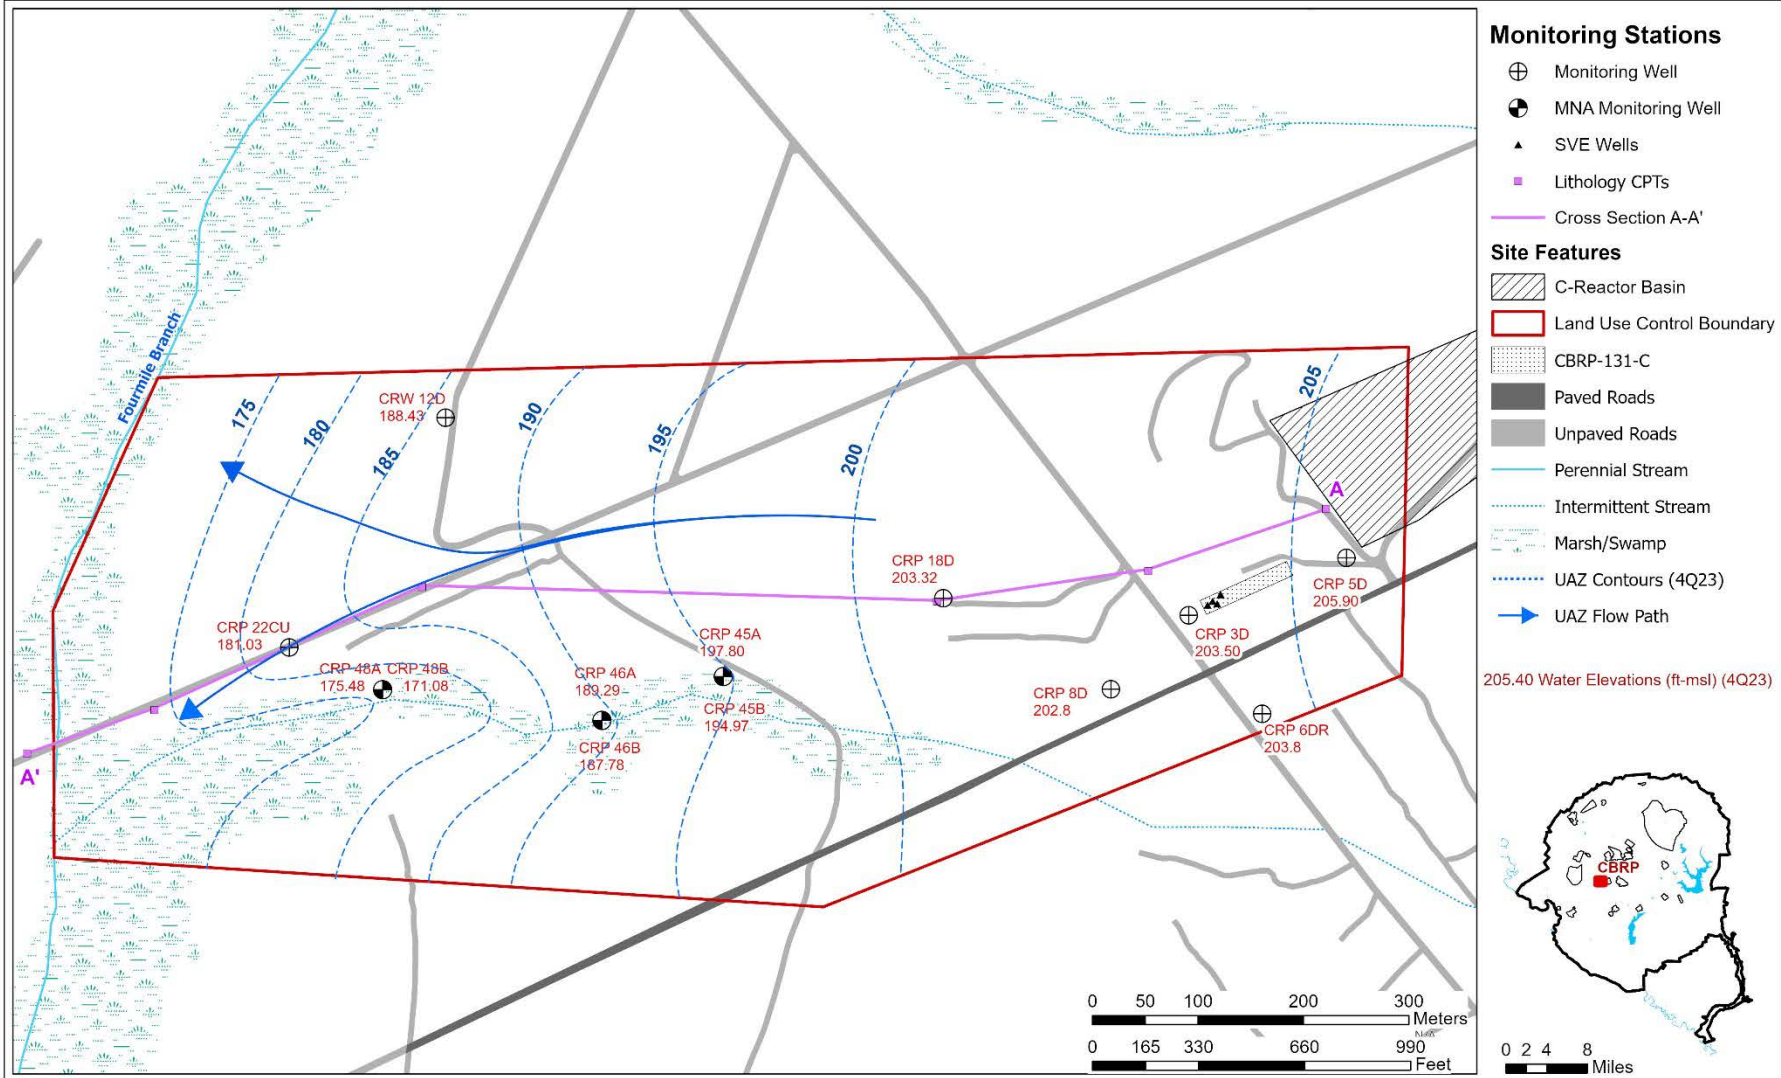 Fourmile Branch
175
180
185
190
195
200
205
CRW 12D
188.43
A
CRP 18D
203.32
CRP 5D
205.90
CRP 3D
203.50
CRP 22CU
181.03
CRP 45A
197.80
CRP 48A CRP 48B
175.48 171.08
CRP 46A
189.29
CRP 8D
202.8
CRP 45B
194.97
CRP 6DR
203.8
CRP 46B
187.78
A'
0 50 100 200 300
Meters
0 165 330 660 990
Feet
Monitoring Stations
Monitoring Well
MNA Monitoring Well
SVE Wells
Lithology CPTs
Cross Section A-A'
Site Features
C-Reactor Basin
Land Use Control Boundary
CBRP-131-C
Paved Roads
Unpaved Roads
Perennial Stream
Intermittent Stream
Marsh/Swamp
UAZ Contours (4Q23)
UAZ Flow Path
205.40 Water Elevations (ft-msl) (4Q23)
CBRP
0 2 4 8
Miles